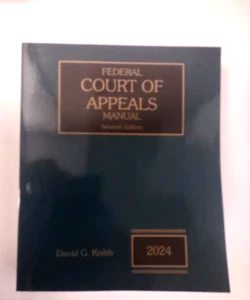 FEDERAL
COURT OF
APPEALS
MANUAL
Seventh Edition
David G. Knibb
2024